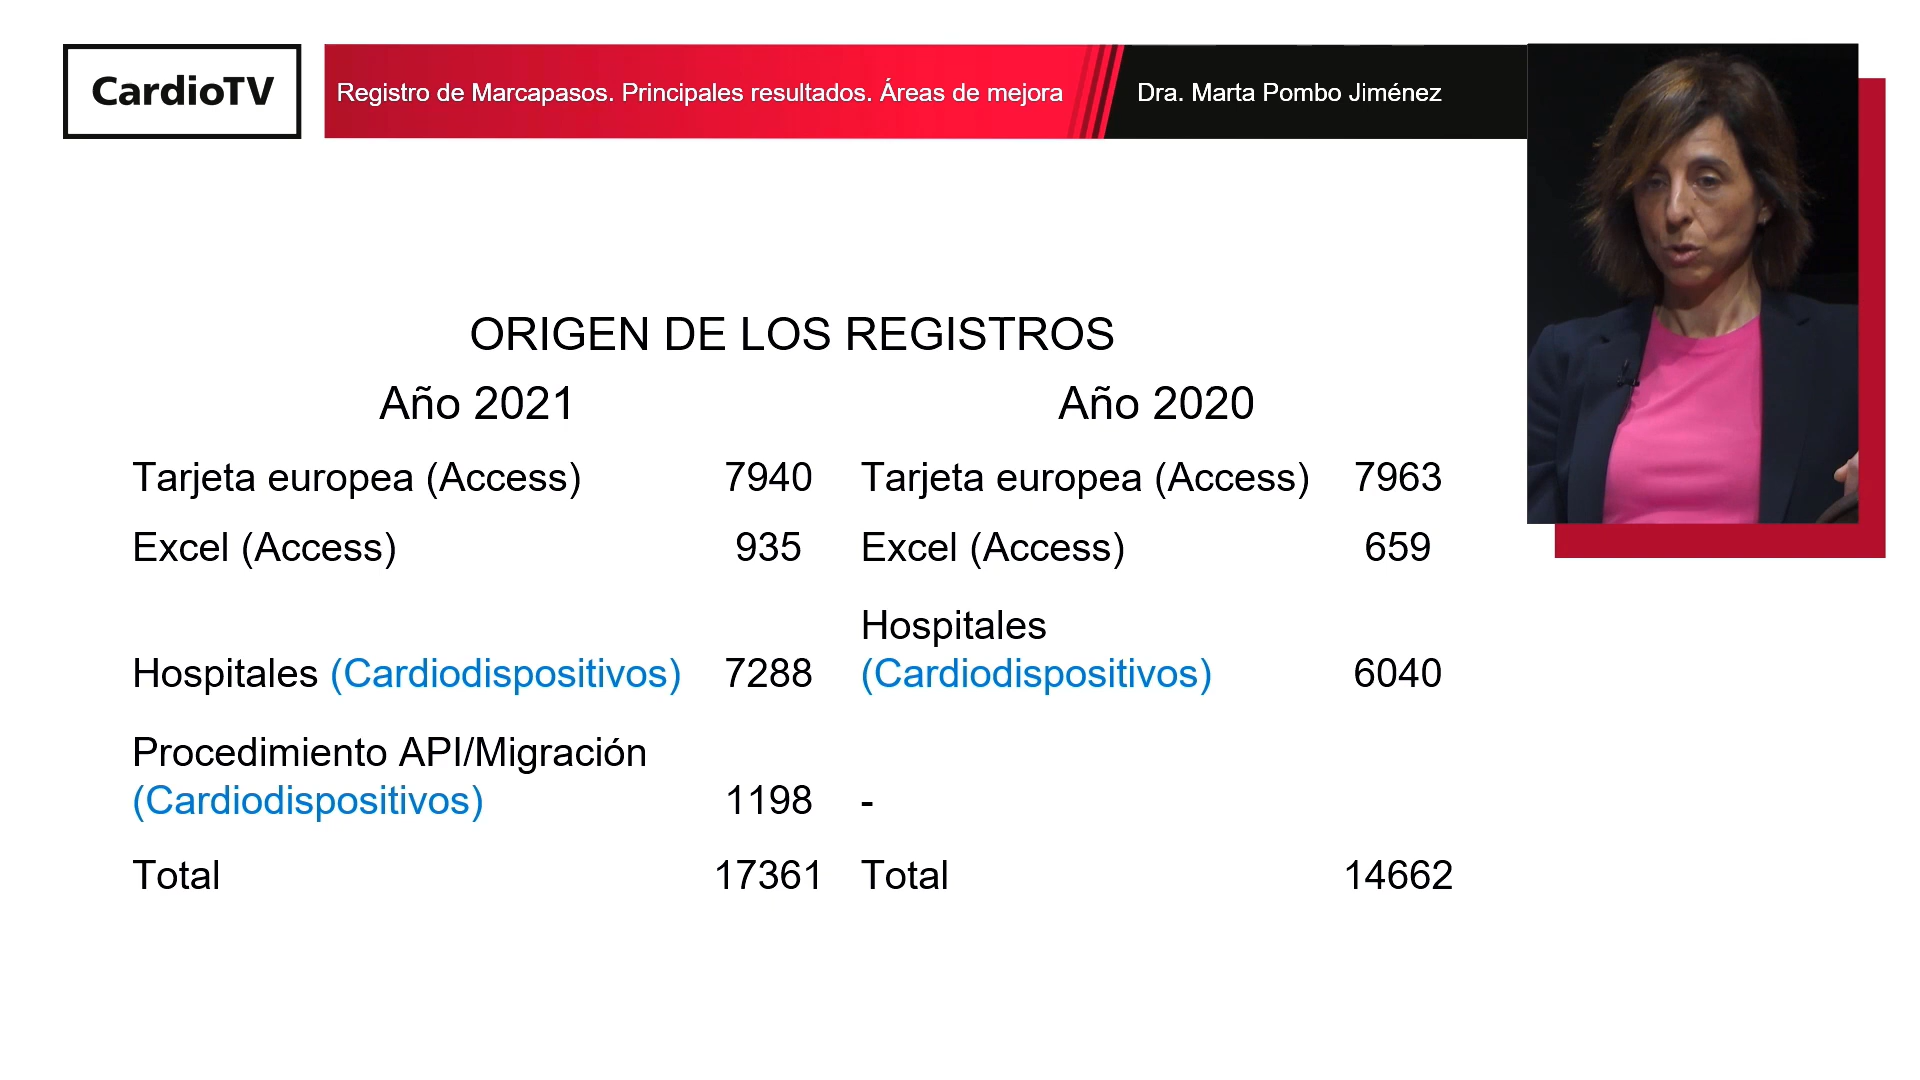 CardioTV
Registro de Marcapasos. Principales resultados. Áreas de mejora
Dra. Marta Pombo Jiménez
ORIGEN DE LOS REGISTROS
Año 2021 Año 2020
Tarjeta europea (Access) 7940 Tarjeta europea (Access) 7963
Excel (Access) 935 Excel (Access) 659
Hospitales
Hospitales (Cardiodispositivos) 7288 (Cardiodispositivos) 6040
Procedimiento API/Migración
(Cardiodispositivos) 1198 -
Total 17361 Total 14662